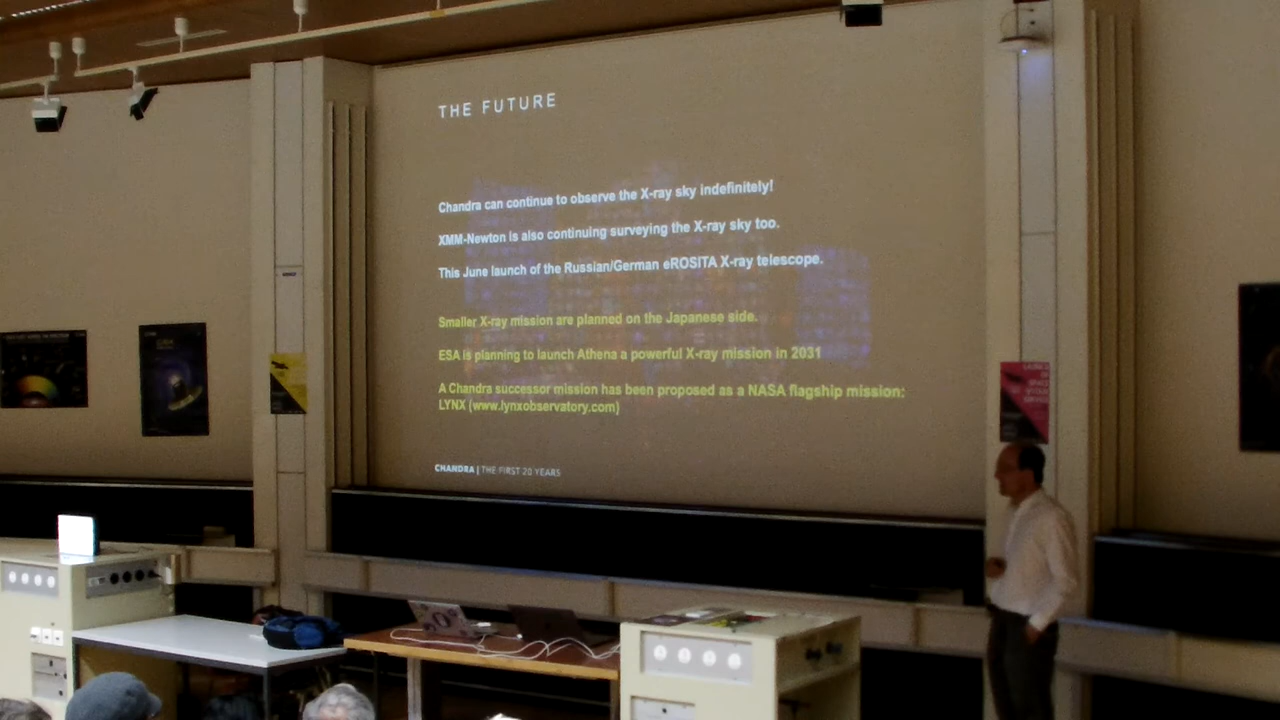 THE FUTURE
Chandra can continue to observe the X-ray sky indefinitely!
XMM-Newton is also continuing surveying the X-ray sky too.
This June launch of the Russian/German eROSITA X-ray telescope.
Smaller X-ray mission are planned on the Japanese side.
ESA is planning to launch Athena a powerful X-ray mission in 2031
A Chandra successor mission has been proposed as a NASA flagship mission:
LYNX (www.lynxobservatory.com)
CHANDRA | THE FIRST 20 YEARS